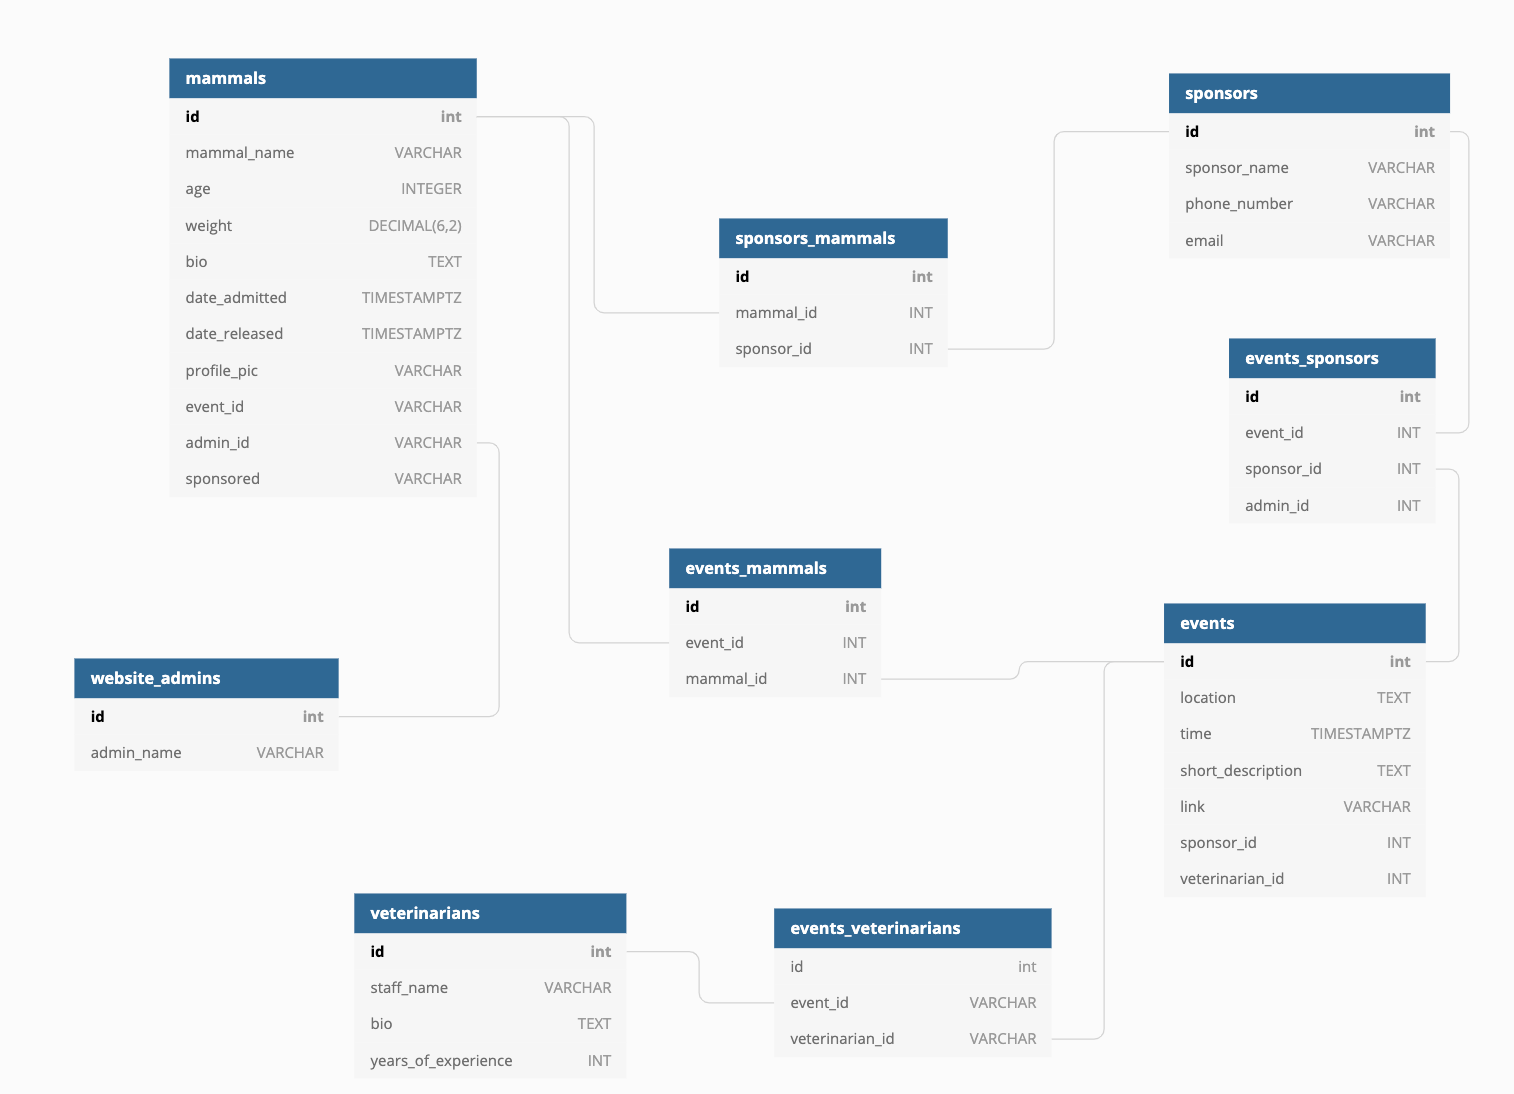 mammals
id int
mammal_name VARCHAR
age INTEGER
weight DECIMAL(6,2)
bio TEXT
date_admitted TIMESTAMPTZ
date_released TIMESTAMPTZ
profile_pic VARCHAR
event_id VARCHAR
admin_id VARCHAR
sponsored VARCHAR
sponsors
id int
sponsor_name VARCHAR
phone_number VARCHAR
email VARCHAR
sponsors_mammals
id int
mammal_id INT
sponsor_id INT
events_sponsors
id int
event_id INT
sponsor_id INT
admin_id INT
events_mammals
id int
event_id INT
mammal_id INT
events
id int
location TEXT
time TIMESTAMPTZ
short_description TEXT
link VARCHAR
sponsor_id INT
veterinarian_id INT
website_admins
id int
admin_name VARCHAR
veterinarians
id int
staff_name VARCHAR
bio TEXT
years_of_experience INT
events_veterinarians
id int
event_id VARCHAR
veterinarian_id VARCHAR